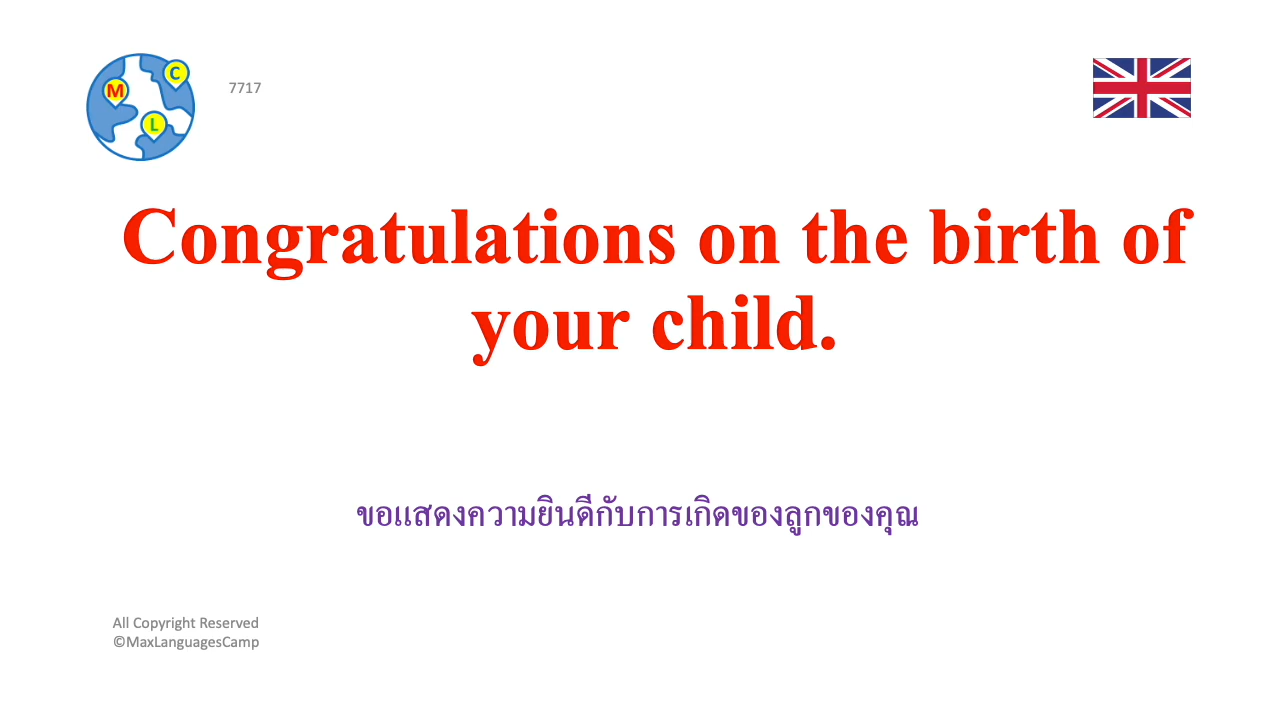 C
M
L
7717
Congratulations on the birth of
your child.
ขอแสดงความยินดีกับการเกิดของลูกของคุณ
All Copyright Reserved
©MaxLanguagesCamp